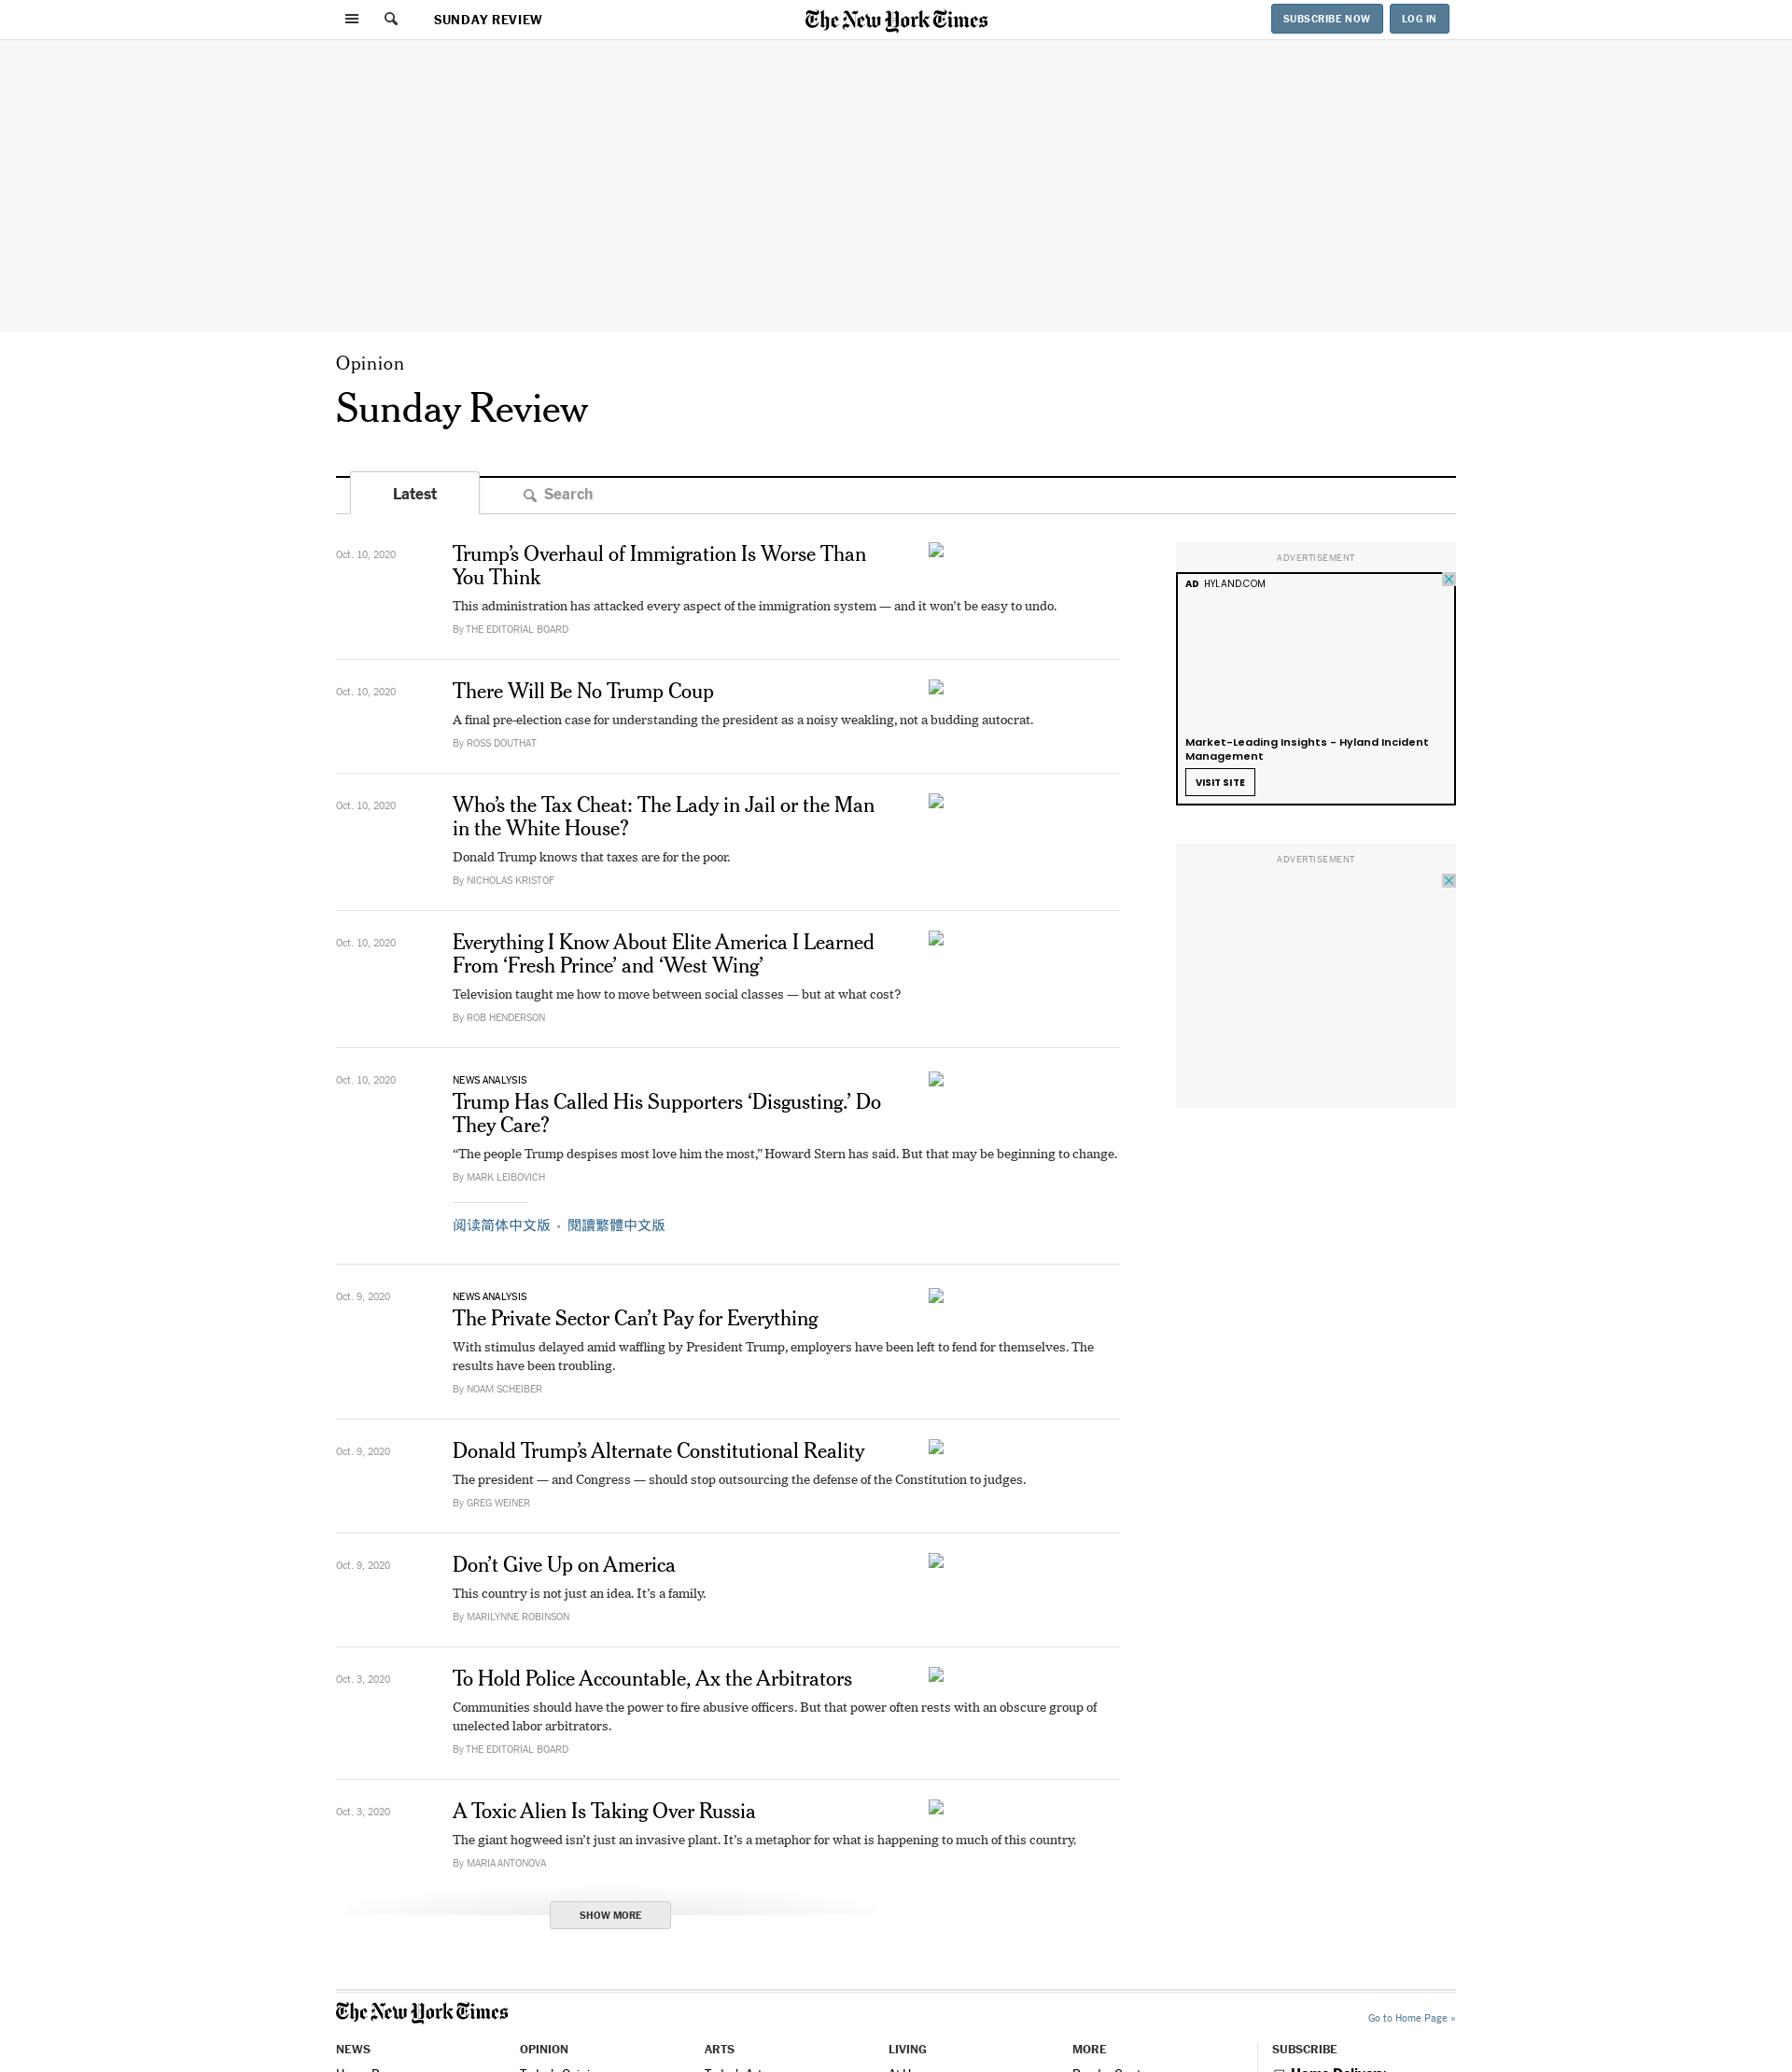 SUNDAY REVIEW
The New York Times
SUBSCRIBE NOW
LOG IN
Opinion
Sunday Review
Latest
Search
Oct. 10, 2020
Trump’s Overhaul of Immigration Is Worse Than
You Think
This administration has attacked every aspect of the immigration system — and it won’t be easy to undo.
By THE EDITORIAL BOARD
Oct. 10, 2020
There Will Be No Trump Coup
A final pre-election case for understanding the president as a noisy weakling, not a budding autocrat.
By ROSS DOUTHAT
Oct. 10, 2020
Who’s the Tax Cheat: The Lady in Jail or the Man
in the White House?
Donald Trump knows that taxes are for the poor.
By NICHOLAS KRISTOF
Oct. 10, 2020
Everything I Know About Elite America I Learned
From ‘Fresh Prince’ and ‘West Wing’
Television taught me how to move between social classes — but at what cost?
By ROB HENDERSON
Oct. 10, 2020
NEWS ANALYSIS
Trump Has Called His Supporters ‘Disgusting.’ Do
They Care?
“The people Trump despises most love him the most,” Howard Stern has said. But that may be beginning to change.
By MARK LEIBOVICH
阅读简体中文版 • 閱讀繁體中文版
Oct. 9, 2020
NEWS ANALYSIS
The Private Sector Can’t Pay for Everything
With stimulus delayed amid waffling by President Trump, employers have been left to fend for themselves. The
results have been troubling.
By NOAM SCHEIBER
Oct. 9, 2020
Donald Trump’s Alternate Constitutional Reality
The president — and Congress — should stop outsourcing the defense of the Constitution to judges.
By GREG WEINER
Oct. 9, 2020
Don’t Give Up on America
This country is not just an idea. It’s a family.
By MARILYNNE ROBINSON
Oct. 3, 2020
To Hold Police Accountable, Ax the Arbitrators
Communities should have the power to fire abusive officers. But that power often rests with an obscure group of
unelected labor arbitrators.
By THE EDITORIAL BOARD
Oct. 3, 2020
A Toxic Alien Is Taking Over Russia
The giant hogweed isn’t just an invasive plant. It’s a metaphor for what is happening to much of this country.
By MARIA ANTONOVA
SHOW MORE
ADVERTISEMENT
AD HYLAND.COM
Market-Leading Insights - Hyland Incident
Management
VISIT SITE
ADVERTISEMENT
The New York Times
Go to Home Page »
NEWS
OPINION
ARTS
LIVING
MORE
SUBSCRIBE
Home Delivery